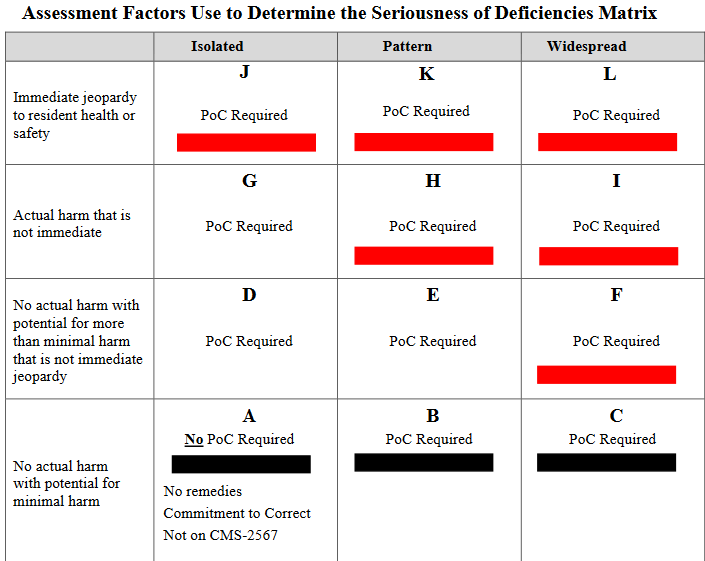 Assessment Factors Use to Determine the Seriousness of Deficiencies Matrix
Isolated Pattern Widespread
Immediate jeopardy
to resident health or
safety
J
PoC Required
K
PoC Required
L
PoC Required
Actual harm that is
not immediate
G
PoC Required
H
PoC Required
I
PoC Required
No actual harm with
potential for more
than minimal harm
that is not immediate
jeopardy
D
PoC Required
E
PoC Required
F
PoC Required
No actual harm
with potential for
minimal harm
A
No PoC Required
No remedies
Commitment to Correct
Not on CMS-2567
B
PoC Required
C
PoC Required